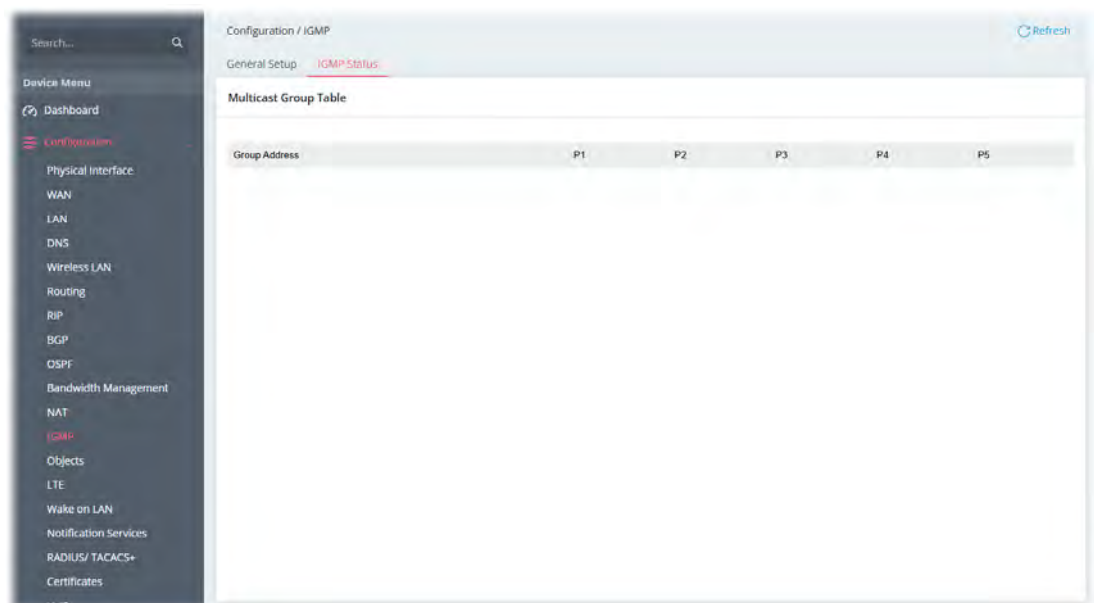 Search...
Configuration / IGMP
Refresh
General Setup IGMP Status
Device Menu
Multicast Group Table
Dashboard
Configuration
Group Address P1 P2 P3 P4 P5
Physical Interface
WAN
LAN
DNS
Wireless LAN
Routing
RIP
BGP
OSPF
Bandwidth Management
NAT
IGMP
Objects
LTE
Wake on LAN
Notification Services
RADIUS/ TACACS+
Certificates